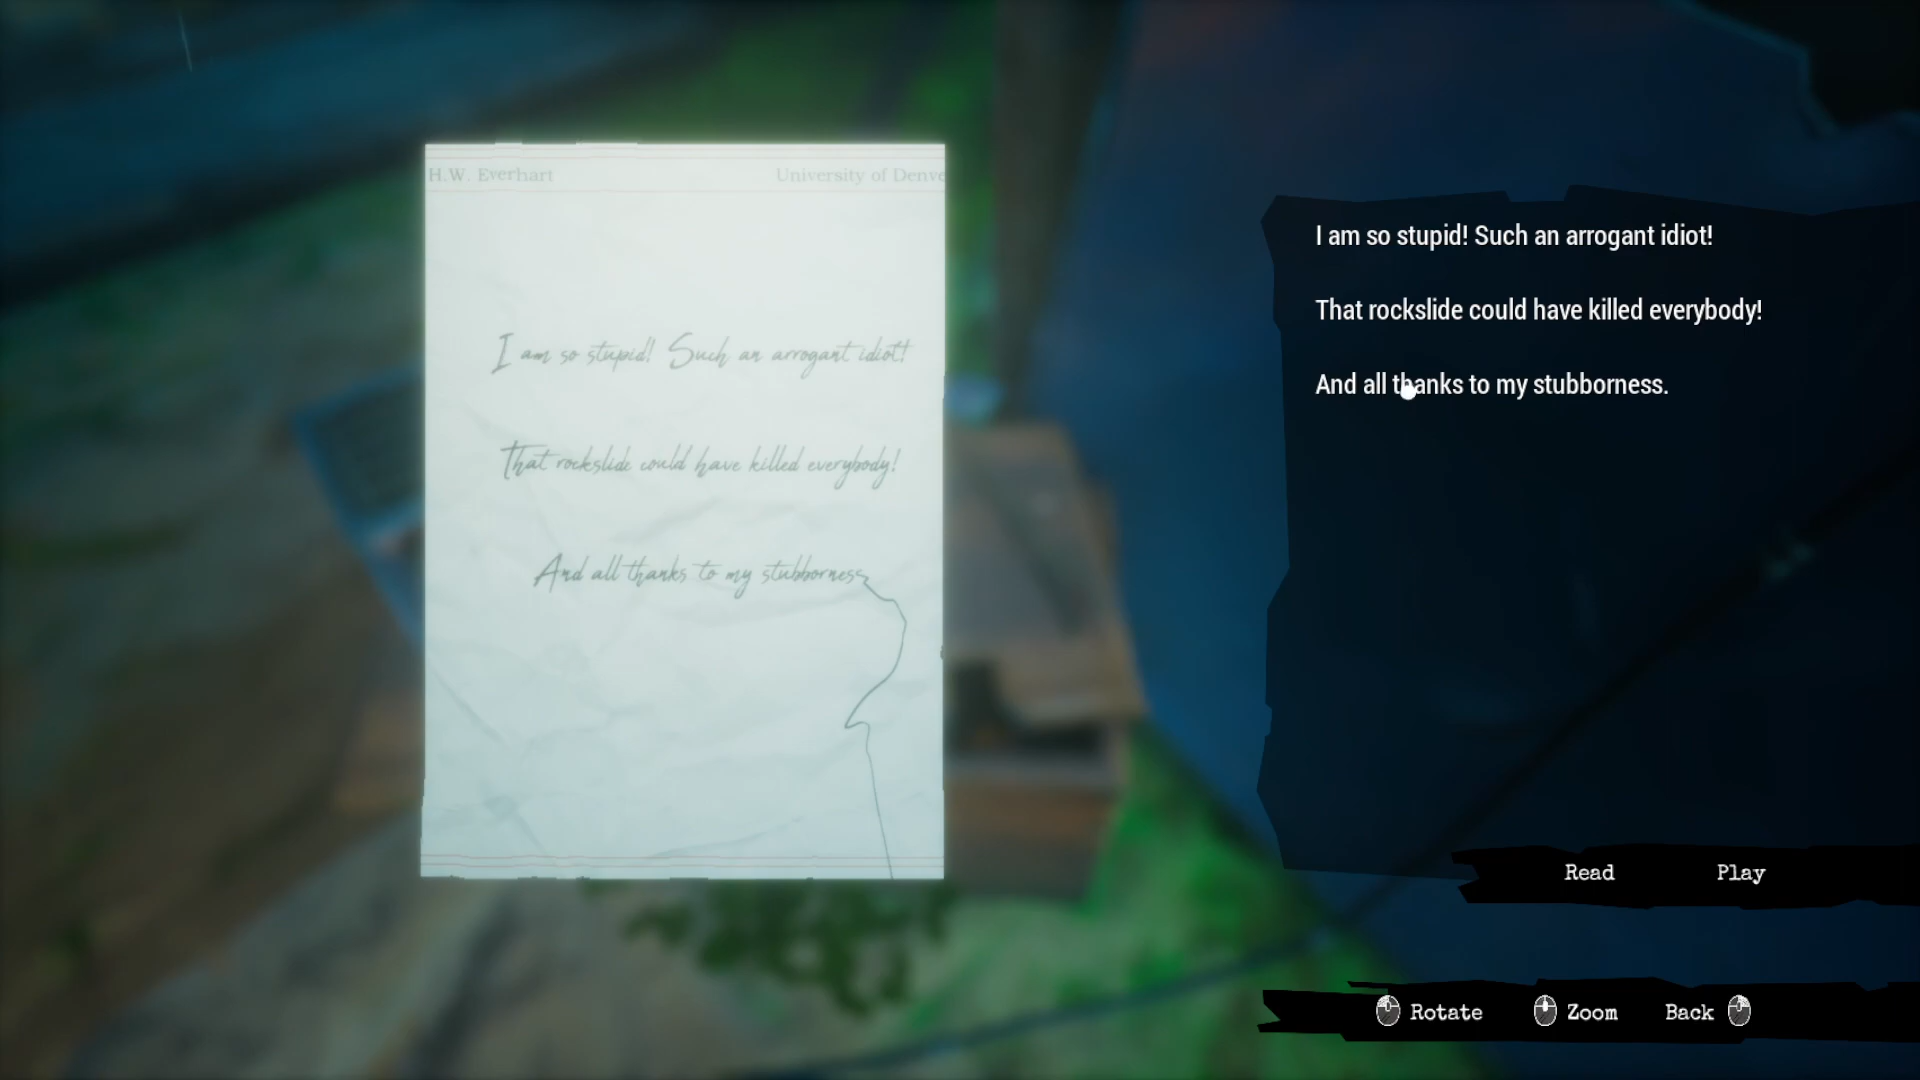 H.W. Everhart University of Denve
I am so stupid! Such an arrogant idiot!
That rockslide could have killed everybody!
And all thanks to my stubborness
I am so stupid! Such an arrogant idiot!
That rockslide could have killed everybody!
And all thanks to my stubborness.
Read Play
Rotate Zoom Back